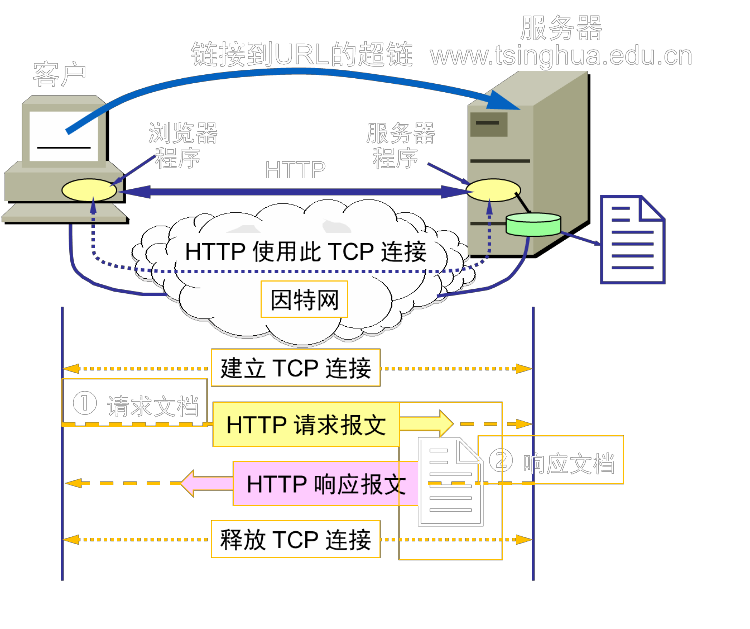 服务器
链接到URL的超链 www.tsinghua.edu.cn
客户
浏览器
程序
服务器
程序
HTTP
HTTP 使用此 TCP 连接
因特网
建立 TCP 连接
① 请求文档
HTTP 请求报文
② 响应文档
HTTP 响应报文
释放 TCP 连接